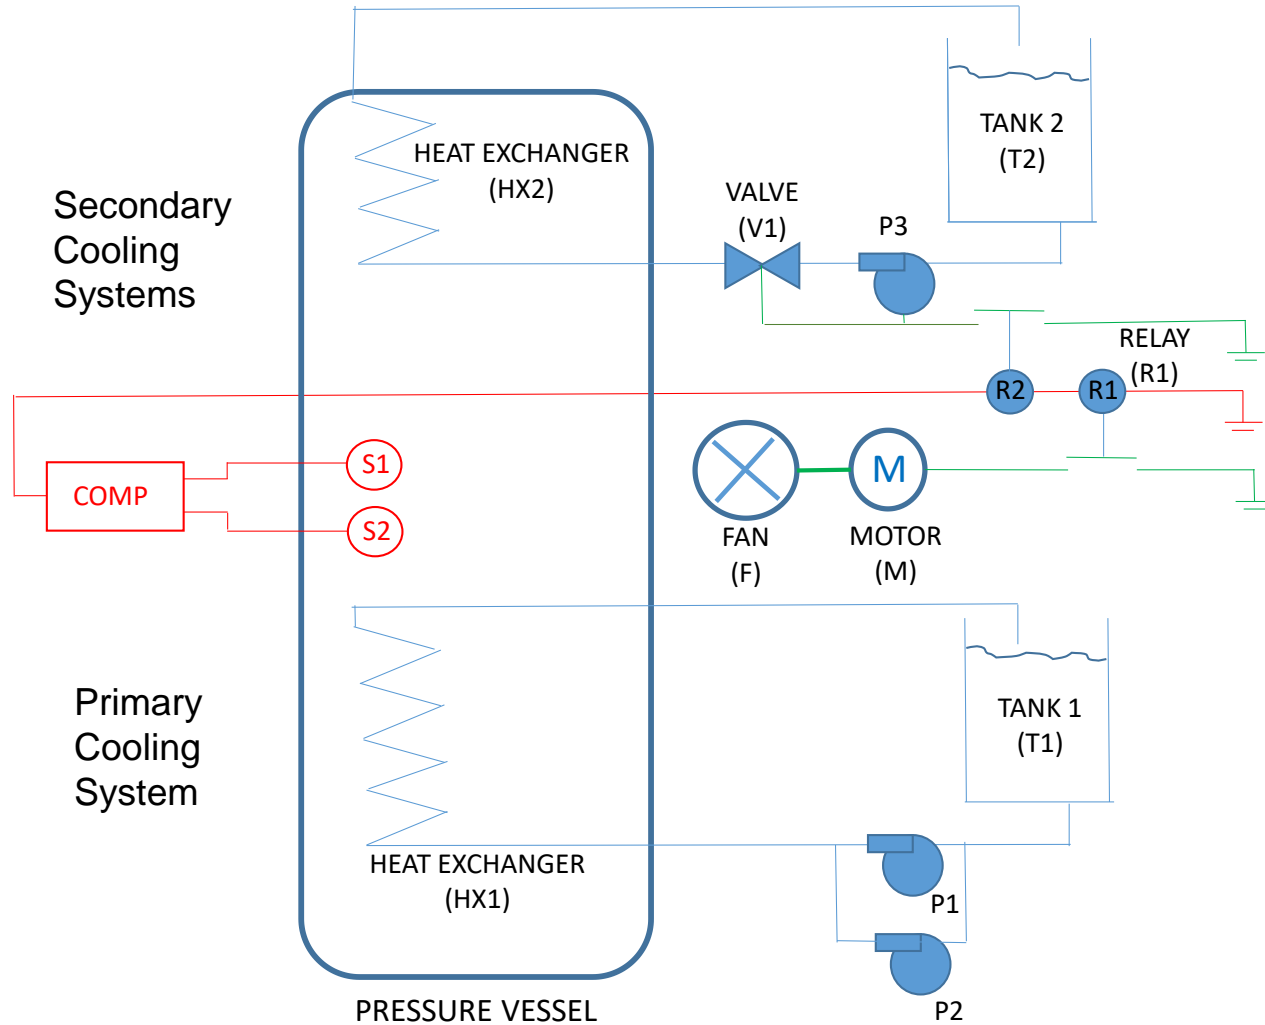 TANK 2
(T2)
HEAT EXCHANGER
(HX2)
Secondary
Cooling
Systems
VALVE
(V1)
P3
RELAY
(R1)
R2
R1
S1
COMP
S2
M
FAN
(F)
MOTOR
(M)
Primary
Cooling
System
TANK 1
(T1)
HEAT EXCHANGER
(HX1)
P1
P2
PRESSURE VESSEL